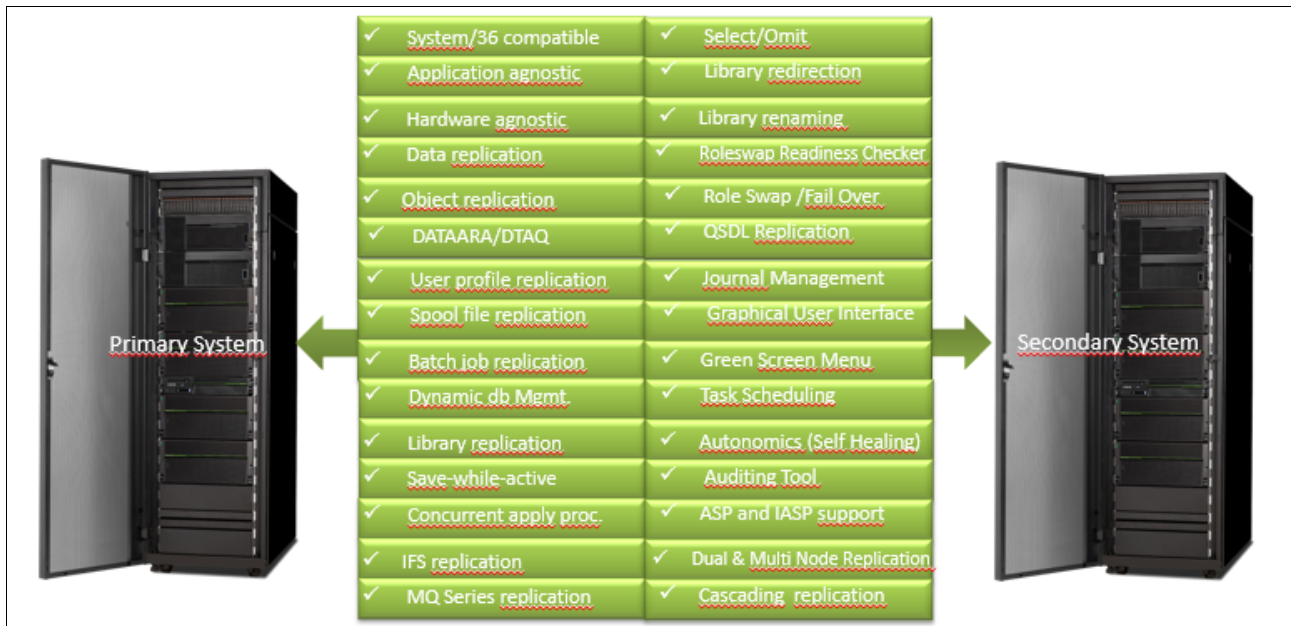 System/36 compatible
Select/Omit
Application agnostic
Library redirection
Hardware agnostic
Library renaming
Data replication
Roleswap Readiness Checker
Object replication
Role Swap /Fail Over
DATAARA/DTAQ
QSDL Replication
User profile replication
Journal Management
Spool file replication
Graphical User Interface
Primary System
Secondary System
Batch job replication
Green Screen Menu
Dynamic db Mgmt.
Task Scheduling
Library replication
Autonomics (Self Healing)
Save-while-active
Auditing Tool
Concurrent apply proc.
ASP and IASP support
IFS replication
Dual & Multi Node Replication
MQ Series replication
Cascading replication